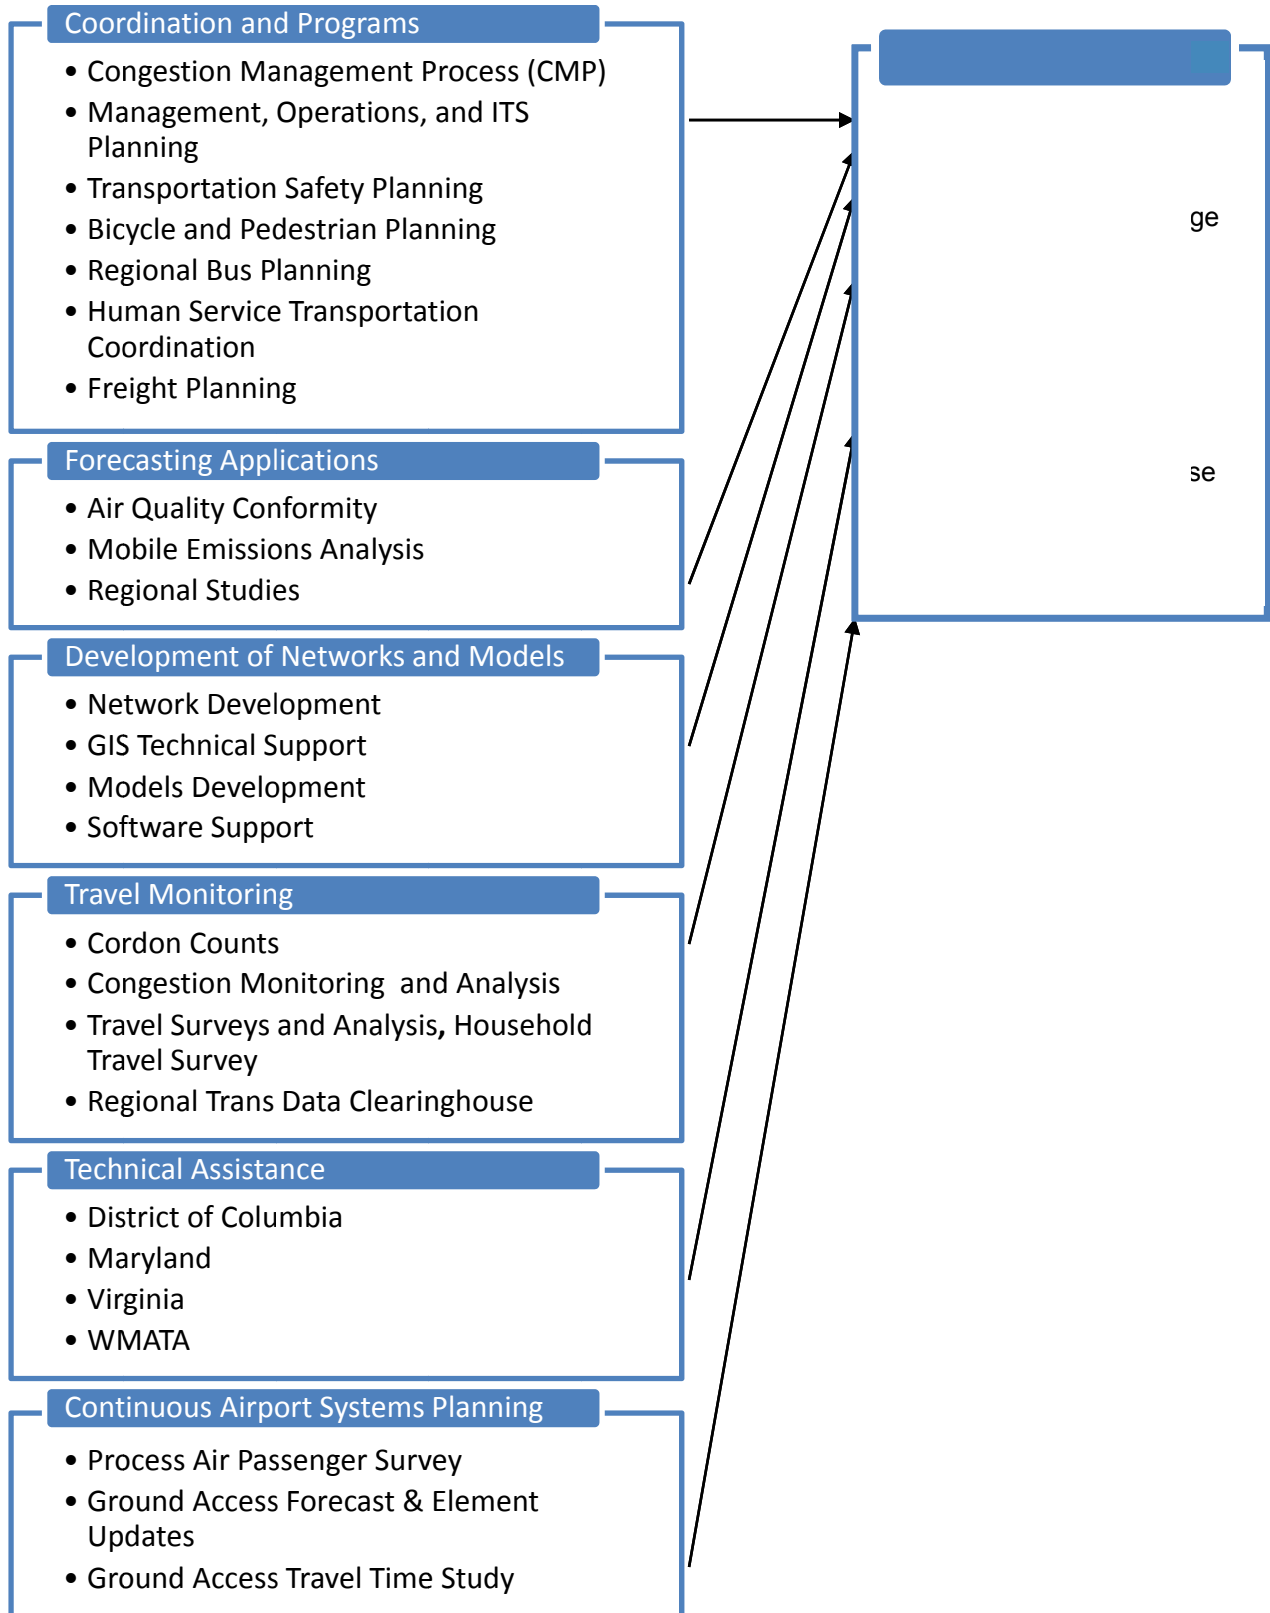 Coordination and Programs
• Congestion Management Process (CMP)
• Management, Operations, and ITS
Planning
• Transportation Safety Planning
• Bicycle and Pedestrian Planning
• Regional Bus Planning
• Human Service Transportation
Coordination
• Freight Planning
Forecasting Applications
• Air Quality Conformity
• Mobile Emissions Analysis
• Regional Studies
Development of Networks and Models
• Network Development
• GIS Technical Support
• Models Development
• Software Support
Travel Monitoring
• Cordon Counts
• Congestion Monitoring  and Analysis
• Travel Surveys and Analysis, Household
Travel Survey
• Regional Trans Data Clearinghouse
Technical Assistance
• District of Columbia
• Maryland
• Virginia
• WMATA
Continuous Airport Systems Planning
• Process Air Passenger Survey
• Ground Access Forecast & Element
Updates
• Ground Access Travel Time Study
ge
se